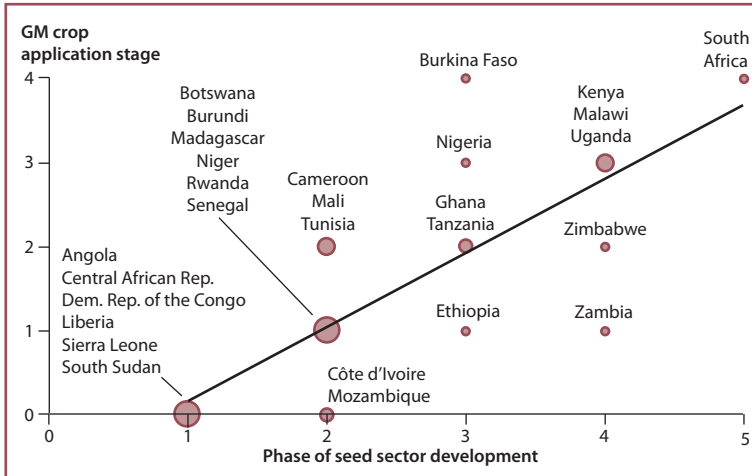 GM crop
application stage
4
3
2
1
0
Botswana
Burundi
Madagascar
Niger
Rwanda
Senegal
Angola
Central African Rep.
Dem. Rep. of the Congo
Liberia
Sierra Leone
South Sudan
Cameroon
Mali
Tunisia
Côte d’Ivoire
Mozambique
Burkina Faso
Nigeria
Ghana
Tanzania
Ethiopia
Kenya
Malawi
Uganda
Zimbabwe
Zambia
South
Africa
0 1 2 3 4 5
Phase of seed sector development